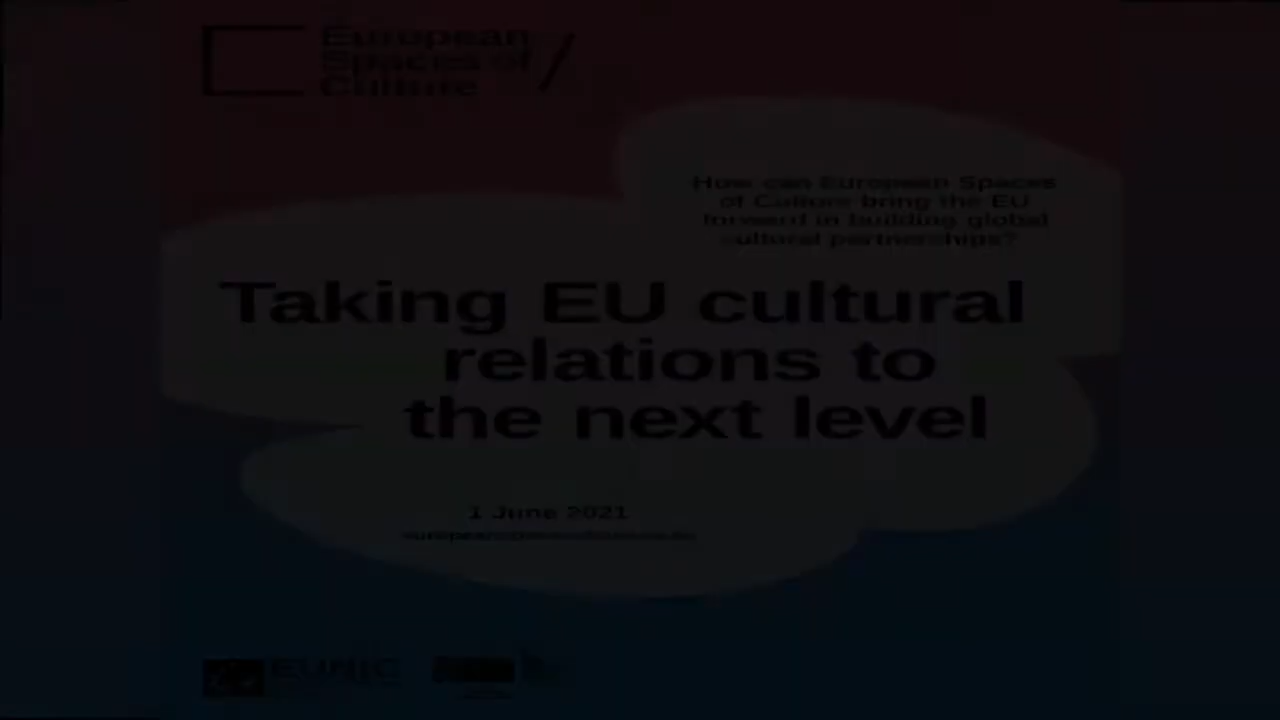 European
Spaces of
Culture
How can European Spaces
of Culture bring the EU
forward in building global
cultural partnerships?
Taking EU cultural
relations to
the next level
1 June 2021
EUNIC